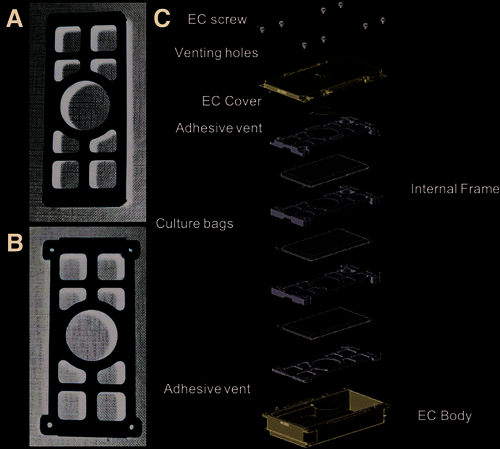 A
B
C
EC screw
Venting holes
EC Cover
Adhesive vent
Internal Frame
Culture bags
Adhesive vent
EC Body